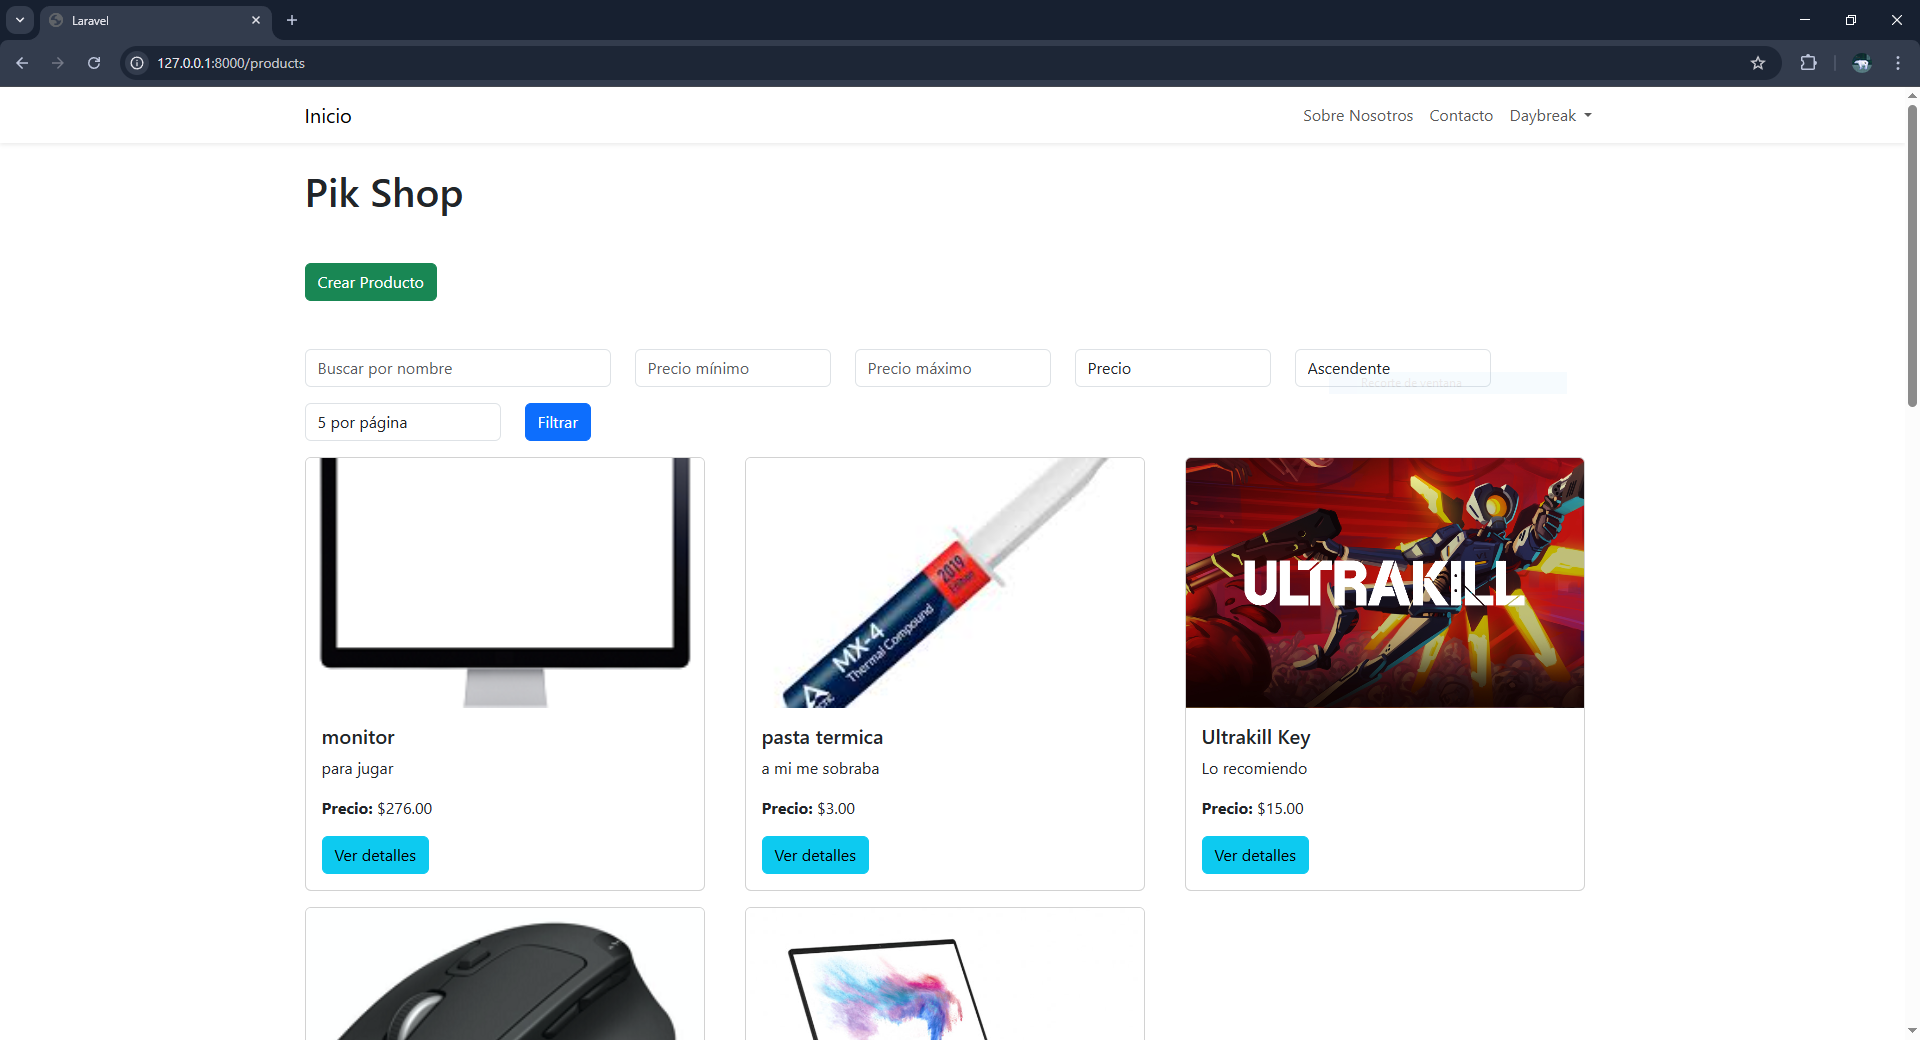 Laravel
127.0.0.1:8000/products
Inicio
Sobre Nosotros Contacto Daybreak
Pik Shop
Crear Producto
Buscar por nombre Precio mínimo Precio máximo Precio Ascendente
Recorte de ventana
5 por página Filtrar
2019
Edition
MX-4
Thermal Compound
ULTRAKILL
monitor pasta termica Ultrakill Key
para jugar a mi me sobraba Lo recomiendo
Precio: $276.00 Precio: $3.00 Precio: $15.00
Ver detalles Ver detalles Ver detalles